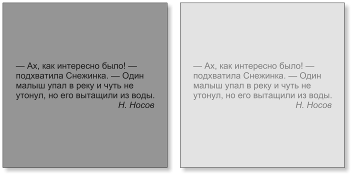 — Ах, как интересно было! —
подхватила Снежинка. — Один
малыш упал в реку и чуть не
утонул, но его вытащили из воды.
Н. Носов
— Ах, как интересно было! —
подхватила Снежинка. — Один
малыш упал в реку и чуть не
утонул, но его вытащили из воды.
Н. Носов